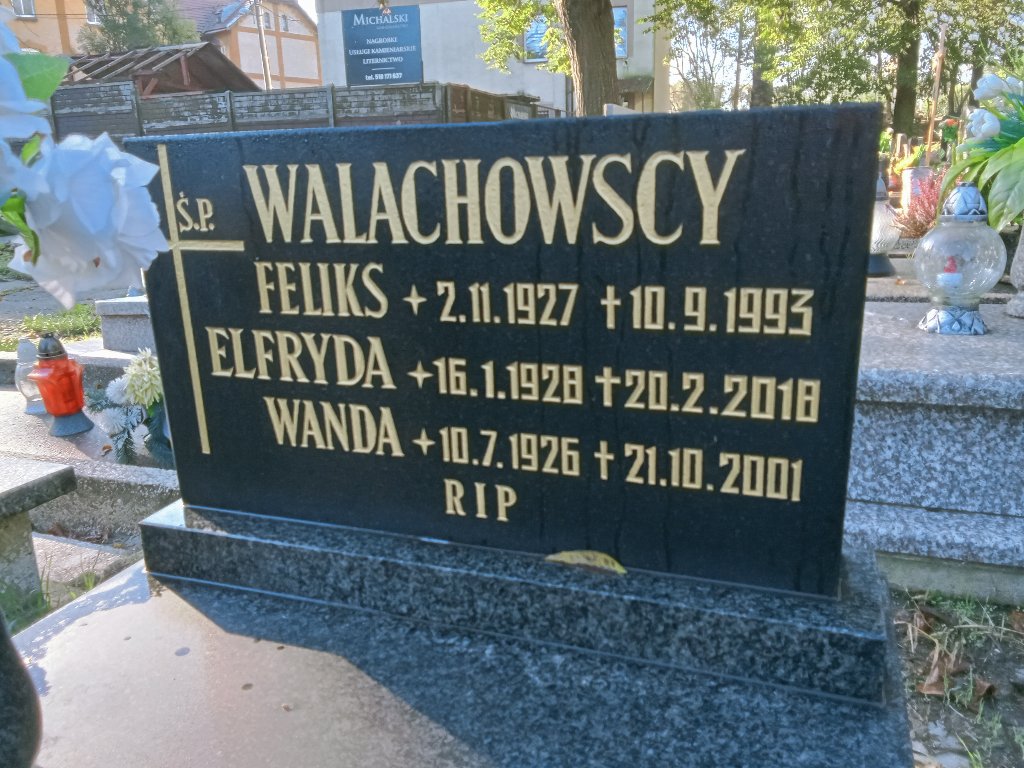 MICHALSKI
NAGROBKI
USŁUGI KAMIENIARSKIE
LITERNICTWO
Ś.P.
WALACHOWSCY
FELIKS 2.11.1927 10.9.1993
ELFRYDA 16.1.1928 20.2.2018
WANDA 10.7.1926 21.10.2001
RIP